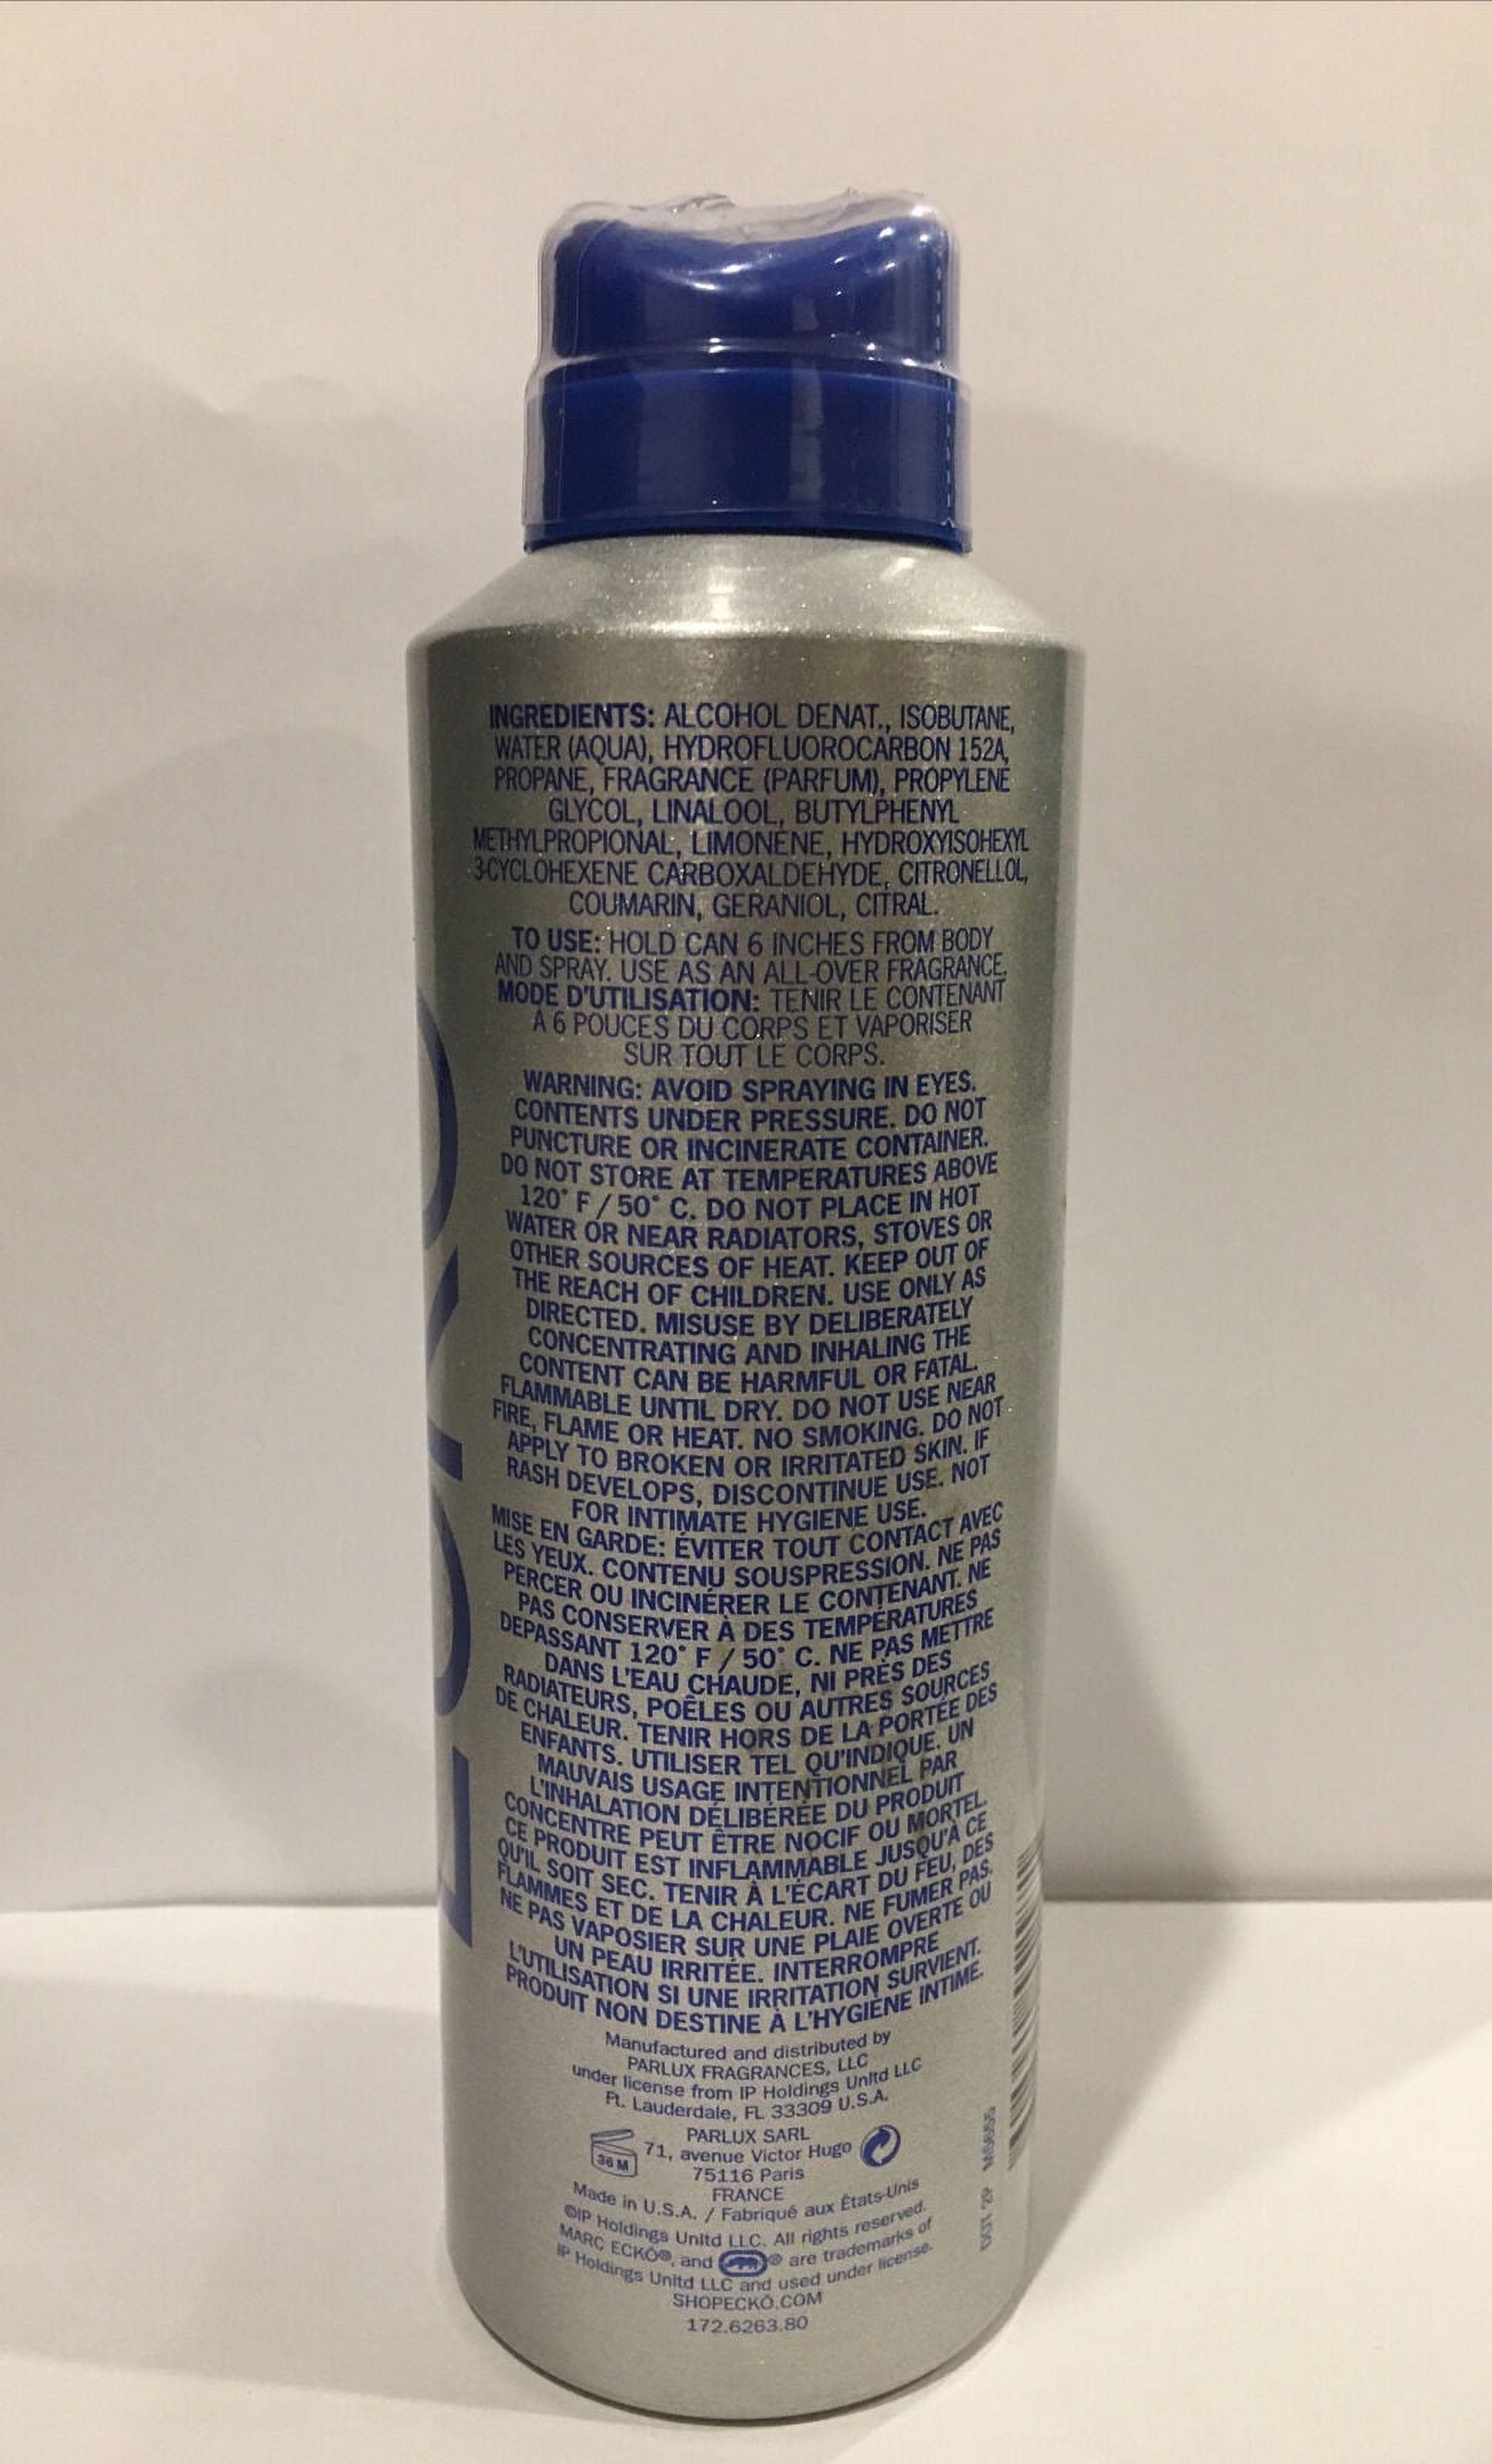 INGREDIENTS: ALCOHOL DENAT., ISOBUTANE,
WATER (AQUA), HYDROFLUOROCARBON 152A,
PROPANE, FRAGRANCE (PARFUM), PROPYLENE
GLYCOL, LINALOOL, BUTYLPHENYL
METHYLPROPIONAL, LIMONENE, HYDROXYISOHEXYL
3-CYCLOHEXENE CARBOXALDEHYDE, CITRONELLOL,
COUMARIN, GERANIOL, CITRAL.
TO USE: HOLD CAN 6 INCHES FROM BODY
AND SPRAY. USE AS AN ALL-OVER FRAGRANCE.
MODE D'UTILISATION: TENIR LE CONTENANT
À 6 POUCES DU CORPS ET VAPORISER
SUR TOUT LE CORPS.
WARNING: AVOID SPRAYING IN EYES.
CONTENTS UNDER PRESSURE. DO NOT
PUNCTURE OR INCINERATE CONTAINER.
DO NOT STORE AT TEMPERATURES ABOVE
120° F / 50° C. DO NOT PLACE IN HOT
WATER OR NEAR RADIATORS, STOVES OR
OTHER SOURCES OF HEAT. KEEP OUT OF
THE REACH OF CHILDREN. USE ONLY AS
DIRECTED. MISUSE BY DELIBERATELY
CONCENTRATING AND INHALING THE
CONTENT CAN BE HARMFUL OR FATAL.
FLAMMABLE UNTIL DRY. DO NOT USE NEAR
FIRE, FLAME OR HEAT. NO SMOKING. DO NOT
APPLY TO BROKEN OR IRRITATED SKIN. IF
RASH DEVELOPS, DISCONTINUE USE. NOT
FOR INTIMATE HYGIENE USE.
MISE EN GARDE: ÉVITER TOUT CONTACT AVEC
LES YEUX. CONTENU SOUSPRESSION. NE PAS
PERCER OU INCINÉRER LE CONTENANT. NE
PAS CONSERVER À DES TEMPÉRATURES
DEPASSANT 120° F / 50° C. NE PAS METTRE
DANS L'EAU CHAUDE, NI PRÈS DES
RADIATEURS, POÊLES OU AUTRES SOURCES
DE CHALEUR. TENIR HORS DE LA PORTÉE DES
ENFANTS. UTILISER TEL QU'INDIQUE. UN
MAUVAIS USAGE INTENTIONNEL PAR
L'INHALATION DÉLIBÉRÉE DU PRODUIT
CONCENTRE PEUT ÊTRE NOCIF OU MORTEL.
CE PRODUIT EST INFLAMMABLE JUSQU'À CE
QU'IL SOIT SEC. TENIR À L'ÉCART DU FEU, DES
FLAMMES ET DE LA CHALEUR. NE FUMER PAS.
NE PAS VAPOSIER SUR UNE PLAIE OVERTE OU
UN PEAU IRRITÉE. INTERROMPRE
L'UTILISATION SI UNE IRRITATION SURVIENT.
PRODUIT NON DESTINE À L'HYGIÈNE INTIME.
Manufactured and distributed by
PARLUX FRAGRANCES, LLC
under license from IP Holdings Unltd LLC
Ft. Lauderdale, FL 33309 U.S.A.
PARLUX SARL
36 M 71, avenue Victor Hugo
75116 Paris
FRANCE
Made in U.S.A. / Fabriqué aux États-Unis
©IP Holdings Unltd LLC. All rights reserved.
MARC ECKŌ®, and ® are trademarks of
IP Holdings Unltd LLC and used under license.
SHOPECKŌ.COM
172.6263.80
DOT 2P M5655